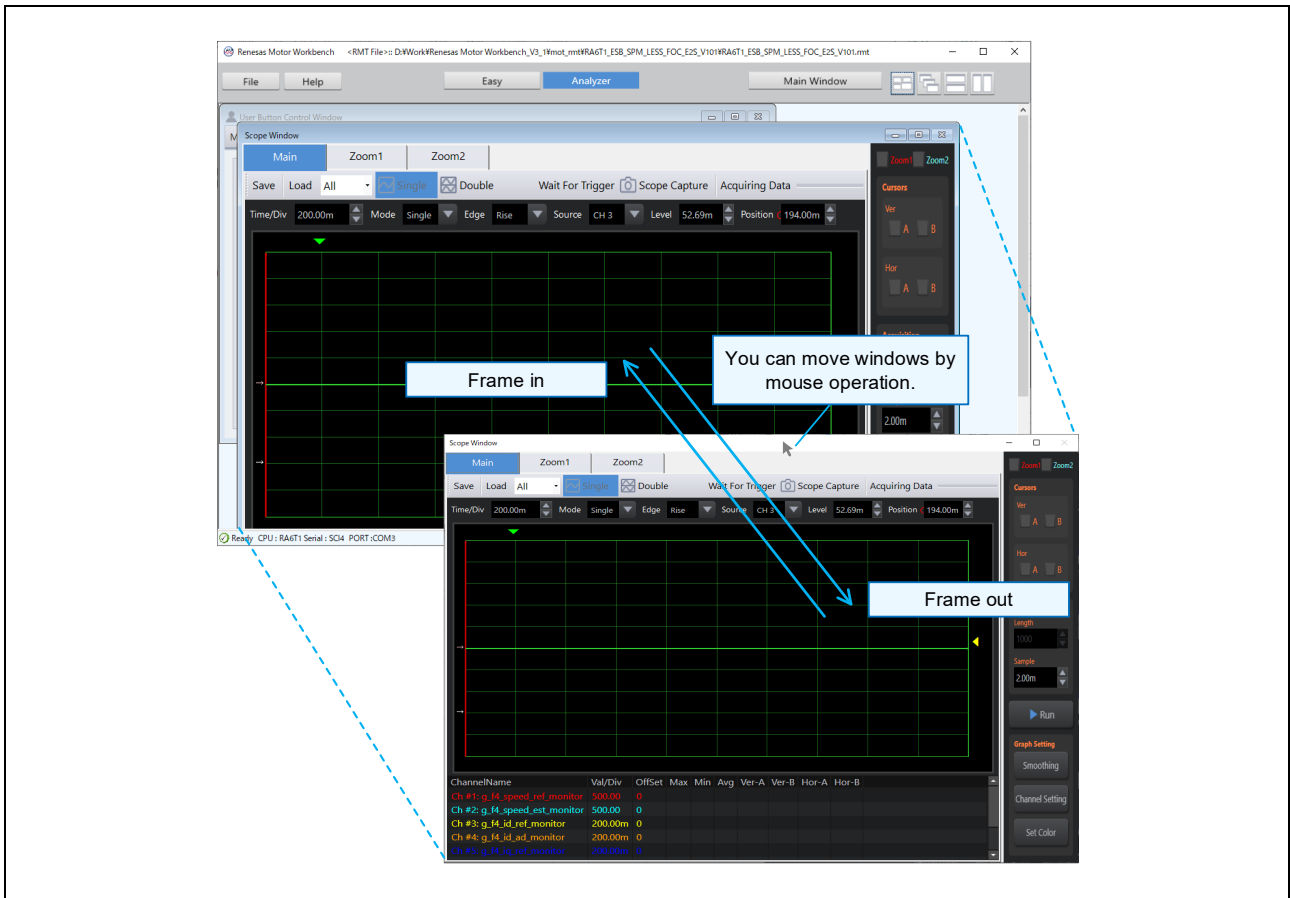 Renesas Motor Workbench <RMT File>:: D:¥Work¥Renesas Motor Workbench_V3_1¥mot_rmt¥RA6T1_ESB_SPM_LESS_FOC_E2S_V101¥RA6T1_ESB_SPM_LESS_FOC_E2S_V101.rmt
File Help Easy Analyzer Main Window
User Button Control Window
Scope Window
Main Zoom1 Zoom2
Zoom1 Zoom2
Save Load All Single Double Wait For Trigger Scope Capture Acquiring Data
Cursors
Time/Div 200.00m Mode Single Edge Rise Source CH 3 Level 52.69m Position 194.00m
Ver
A B
Hor
A B
You can move windows by
mouse operation.
Frame in
2.00m
Scope Window
Main Zoom1 Zoom2
Zoom1 Zoom2
Save Load All Single Double Wait For Trigger Scope Capture Acquiring Data
Cursors
Time/Div 200.00m Mode Single Edge Rise Source CH 3 Level 52.69m Position 194.00m
Ver
A B
Ready CPU : RA6T1 Serial : SCI4 PORT :COM3
Hor
A B
Frame out
Length
1000
Sample
2.00m
Run
Graph Setting
Smoothing
Channel Setting
Set Color
ChannelName Val/Div OffSet Max Min Avg Ver-A Ver-B Hor-A Hor-B
Ch #1: g_f4_speed_ref_monitor 500.00 0
Ch #2: g_f4_speed_est_monitor 500.00 0
Ch #3: g_f4_id_ref_monitor 200.00m 0
Ch #4: g_f4_id_ad_monitor 200.00m 0